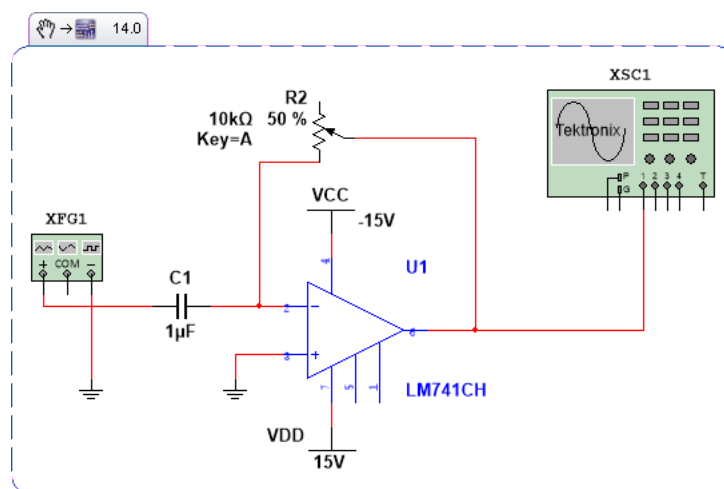 14.0
XSC1
R2
10kΩ 50 %
Key=A
Tektronix
P
G
1 2 3 4 T
VCC
-15V
XFG1
+ COM −
C1
1µF
4
U1
2
−
6
3
+
7 5 1
LM741CH
VDD
15V